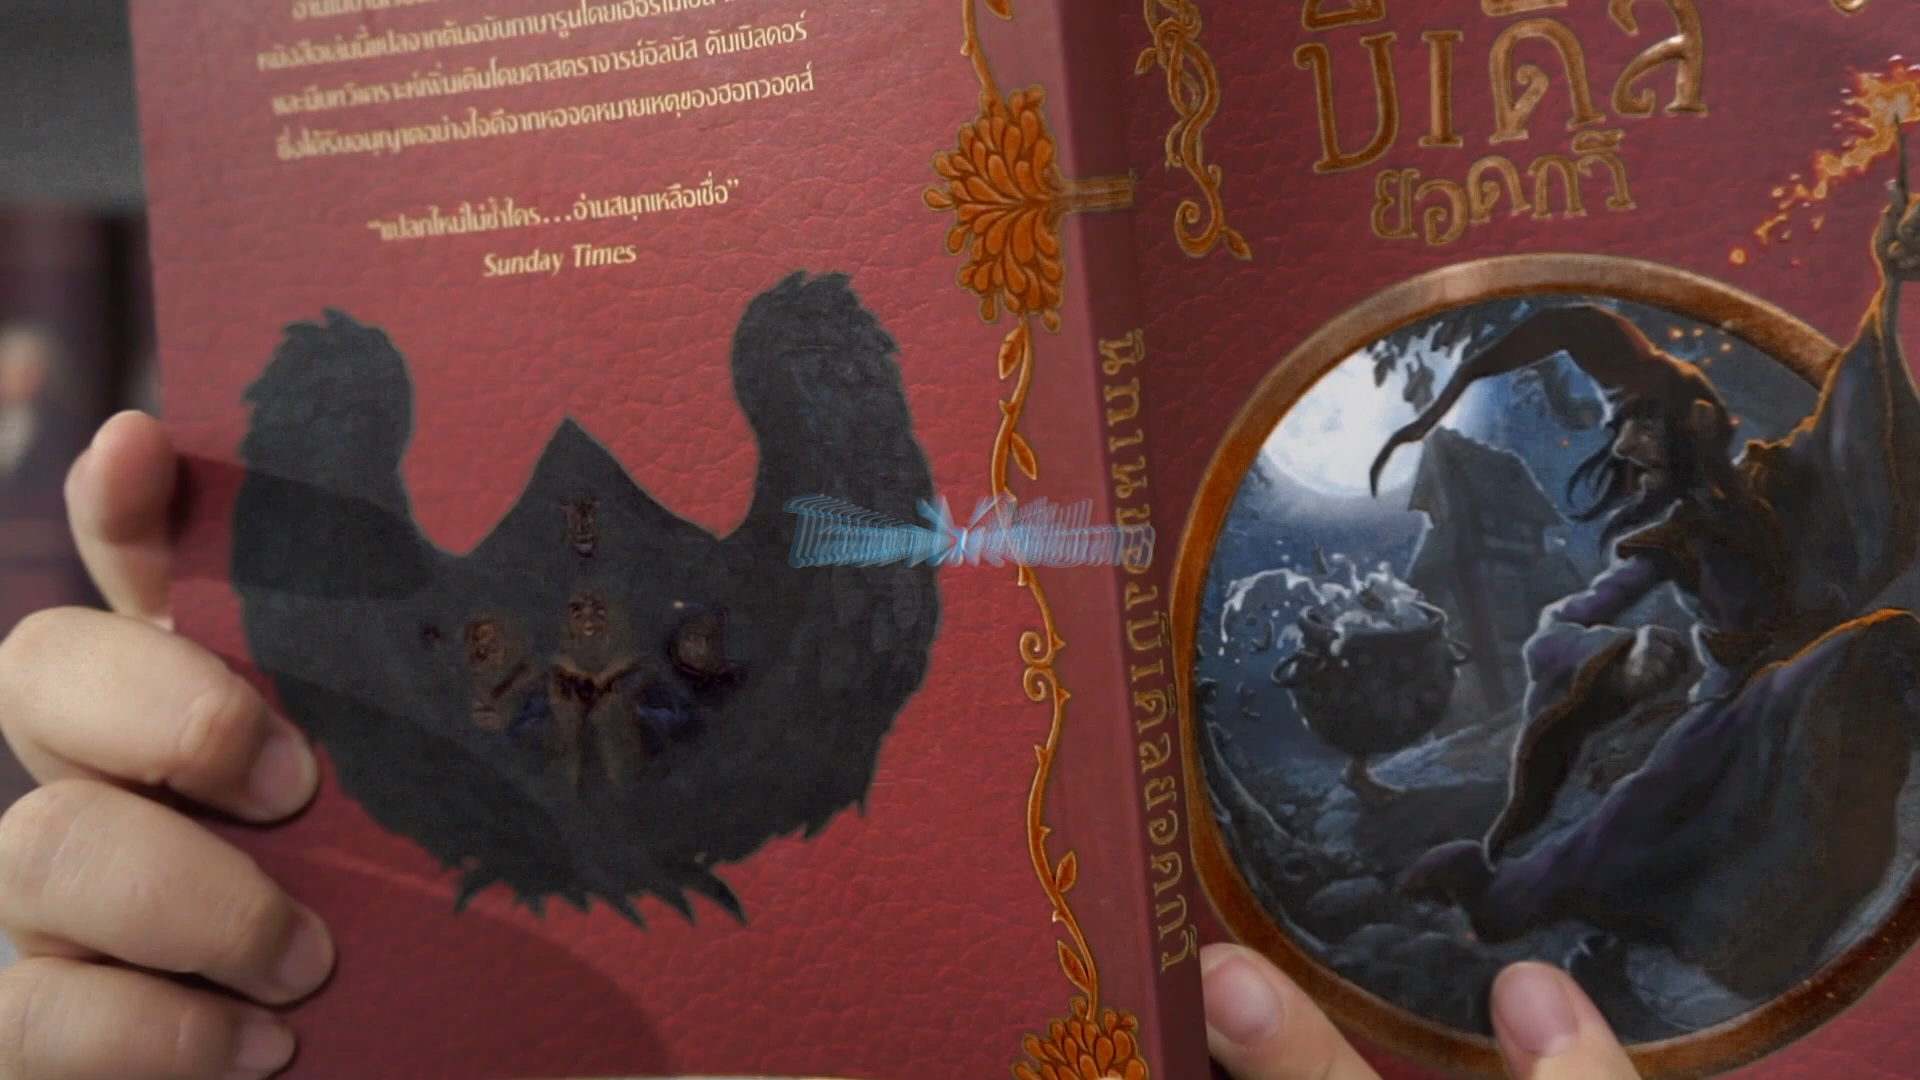 หนังสือเล่มนี้แปลจากต้นฉบับภาษารูนโดยเฮอร์ไมโอนี่
และมีบทวิเคราะห์เพิ่มเติมโดยศาสตราจารย์อัลบัส ดัมเบิลดอร์
ซึ่งได้รับอนุญาตอย่างใจดีจากหอจดหมายเหตุของฮอกวอตส์
“แปลกใหม่ไม่ซ้ำใคร...อ่านสนุกเหลือเชื่อ”
Sunday Times
นิทานของบีเดิลยอดกวี
บีเดิล
ยอดกวี